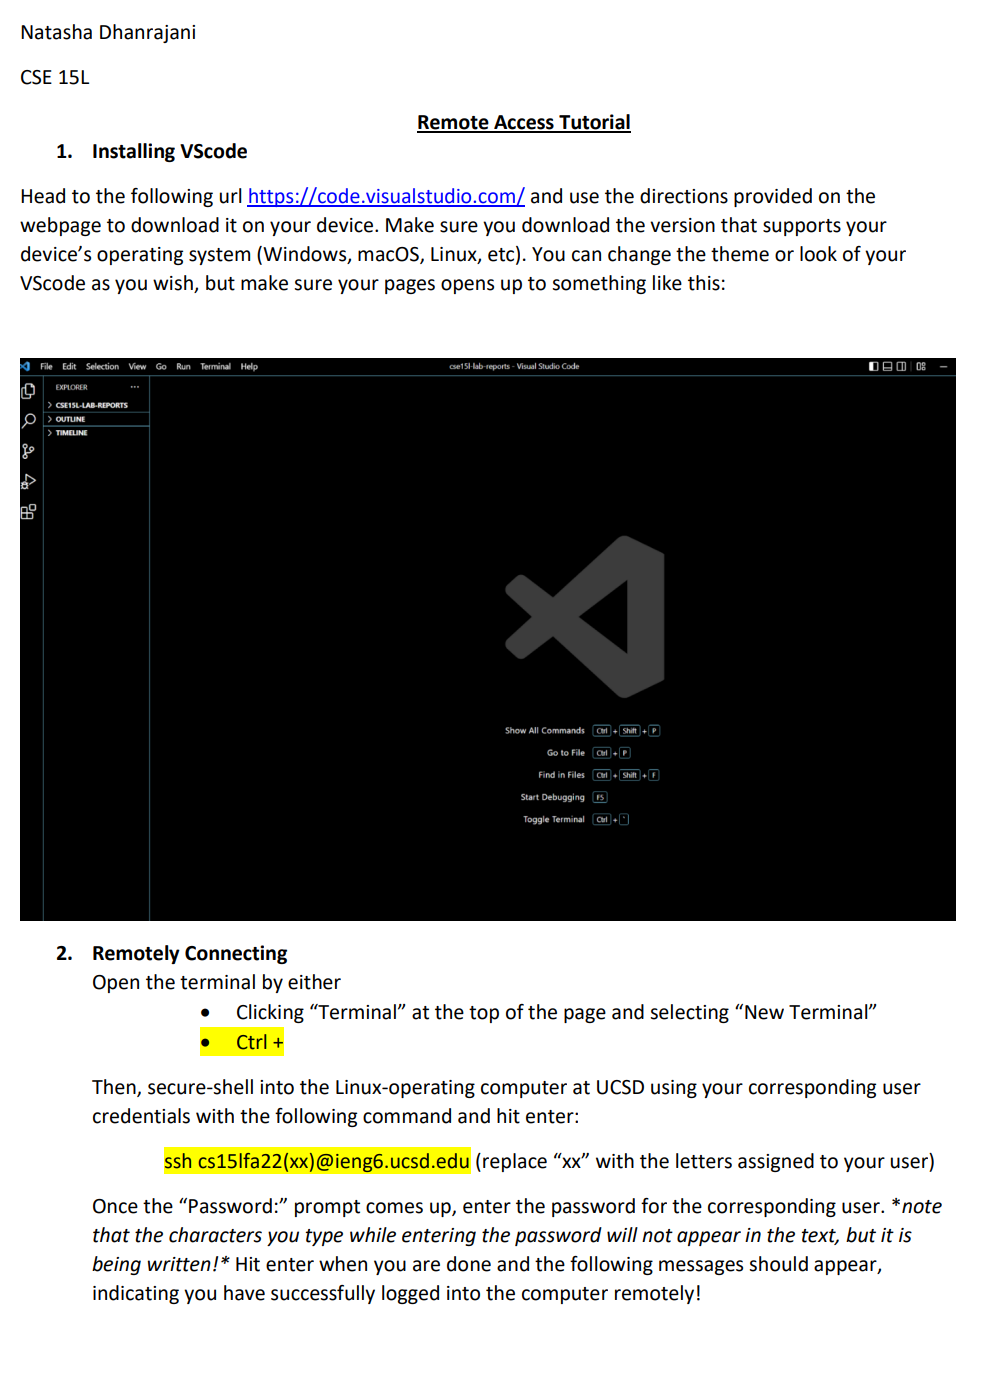 Natasha Dhanrajani
CSE 15L
Remote Access Tutorial
1. Installing VScode
Head to the following url https://code.visualstudio.com/ and use the directions provided on the
webpage to download it on your device. Make sure you download the version that supports your
device’s operating system (Windows, macOS, Linux, etc). You can change the theme or look of your
VScode as you wish, but make sure your pages opens up to something like this:
File Edit Selection View Go Run Terminal Help cse15l-lab-reports - Visual Studio Code
EXPLORER ...
> CSE15L-LAB-REPORTS
> OUTLINE
> TIMELINE
Show All Commands Ctrl + Shift + P
Go to File Ctrl + P
Find in Files Ctrl + Shift + F
Start Debugging F5
Toggle Terminal Ctrl + `
2. Remotely Connecting
Open the terminal by either
• Clicking “Terminal” at the top of the page and selecting “New Terminal”
• Ctrl +
Then, secure-shell into the Linux-operating computer at UCSD using your corresponding user
credentials with the following command and hit enter:
ssh cs15lfa22(xx)@ieng6.ucsd.edu (replace “xx” with the letters assigned to your user)
Once the “Password:” prompt comes up, enter the password for the corresponding user. *note
that the characters you type while entering the password will not appear in the text, but it is
being written!* Hit enter when you are done and the following messages should appear,
indicating you have successfully logged into the computer remotely!